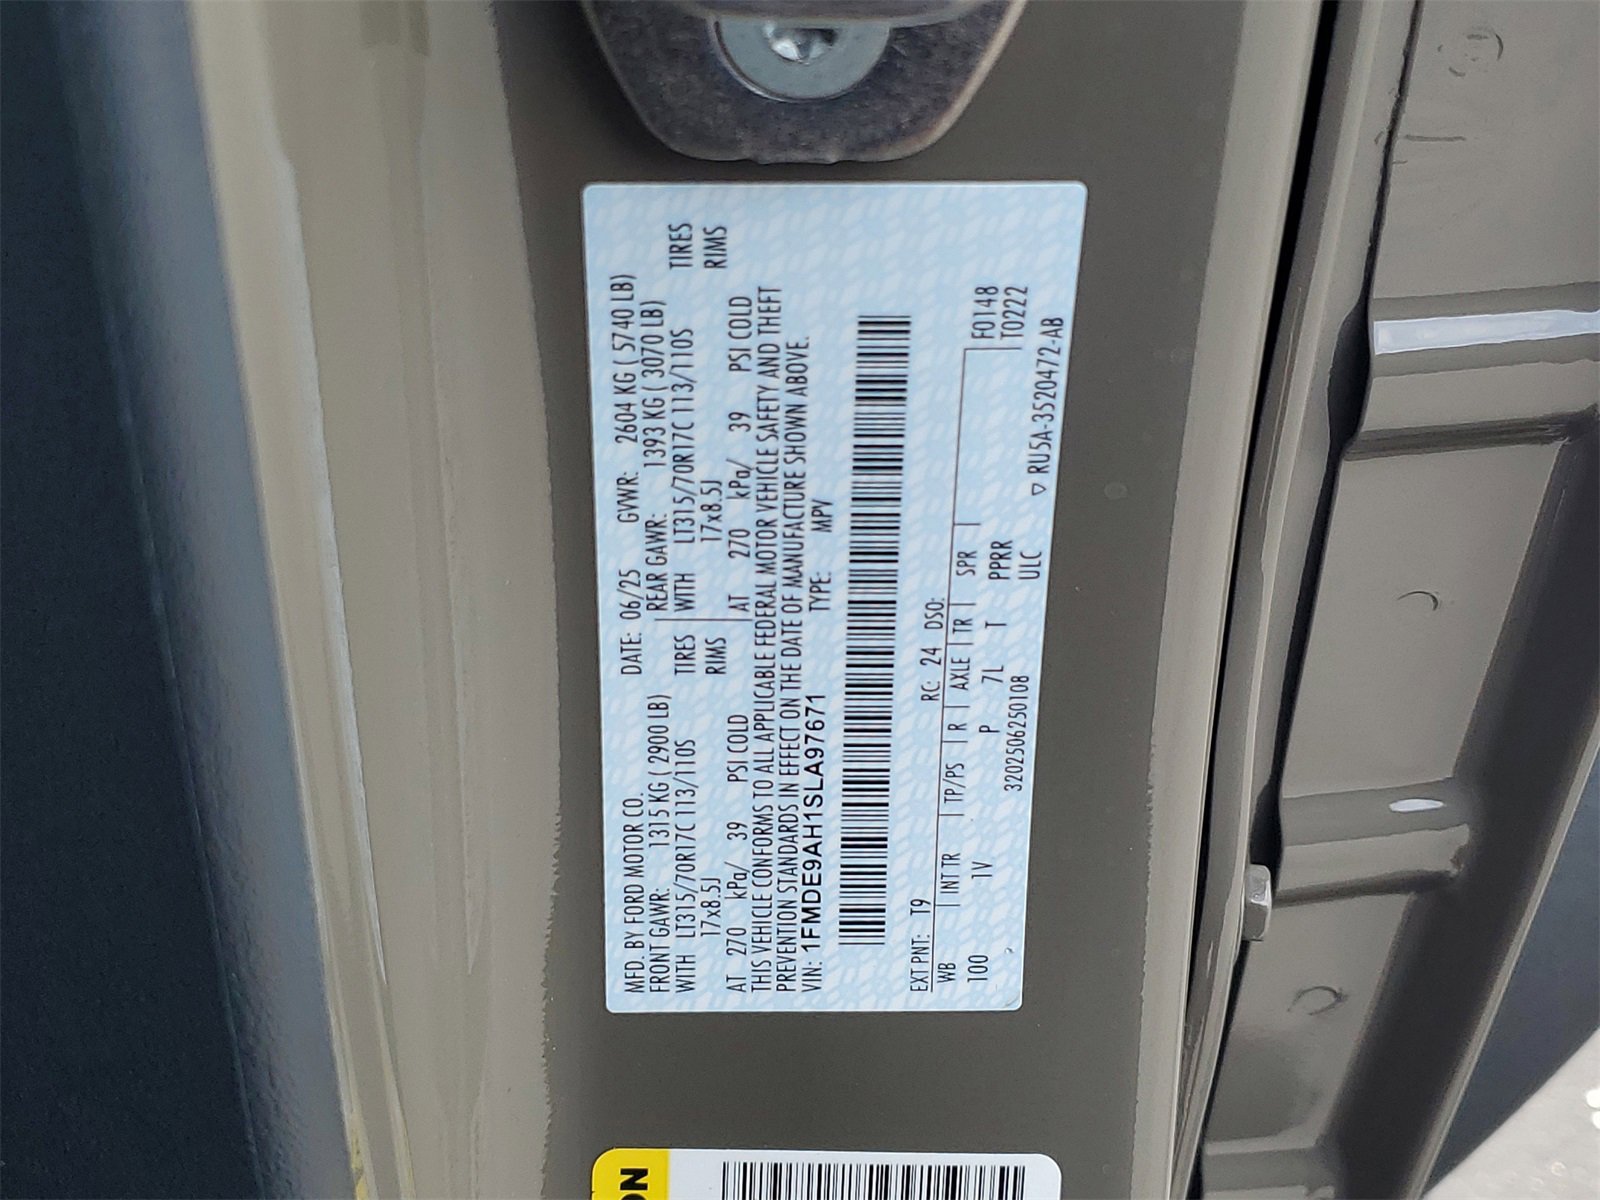 MFD. BY FORD MOTOR CO.
DATE: 06/25 GVWR: 2604 KG ( 5740 LB)
FRONT GAWR: 1315 KG ( 2900 LB) REAR GAWR: 1393 KG ( 3070 LB)
WITH LT315/70R17C 113/110S TIRES WITH LT315/70R17C 113/110S TIRES
17x8.5J RIMS 17x8.5J RIMS
AT 270 kPa/ 39 PSI COLD AT 270 kPa/ 39 PSI COLD
THIS VEHICLE CONFORMS TO ALL APPLICABLE FEDERAL MOTOR VEHICLE SAFETY AND THEFT
PREVENTION STANDARDS IN EFFECT ON THE DATE OF MANUFACTURE SHOWN ABOVE.
VIN: 1FMDE9AH1SLA97671 TYPE: MPV
EXT PNT: T9 RC: 24 DSO:
WB INT TR TP/PS R AXLE TR SPR F0148
100 1V P 7L T PPRR T0222
3202506250108 ULC
▽ RU5A-3520472-AB
ON